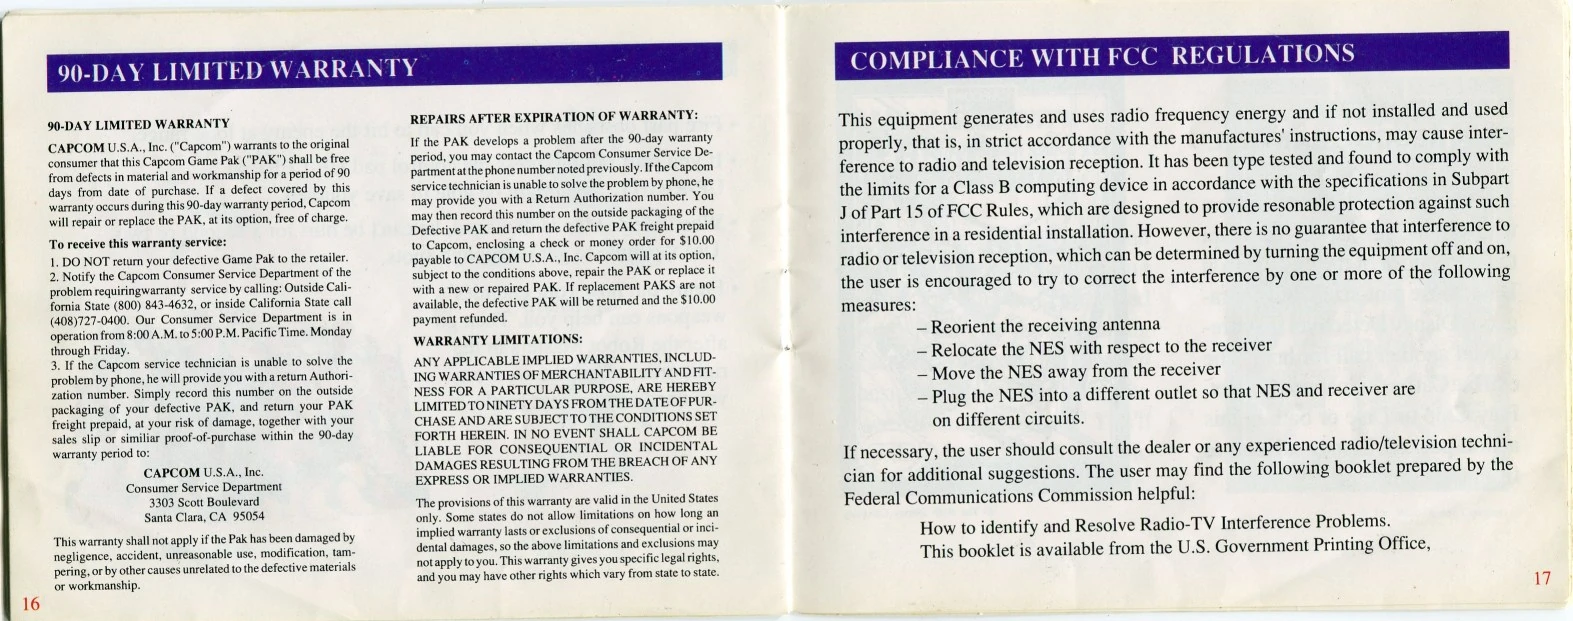 90-DAY LIMITED WARRANTY
90-DAY LIMITED WARRANTY
CAPCOM U.S.A., Inc. ("Capcom") warrants to the original
consumer that this Capcom Game Pak ("PAK") shall be free
from defects in material and workmanship for a period of 90
days from date of purchase. If a defect covered by this
warranty occurs during this 90-day warranty period, Capcom
will repair or replace the PAK, at its option, free of charge.
To receive this warranty service:
1. DO NOT return your defective Game Pak to the retailer.
2. Notify the Capcom Consumer Service Department of the
problem requiringwarranty service by calling: Outside Cali-
fornia State (800) 843-4632, or inside California State call
(408)727-0400. Our Consumer Service Department is in
operation from 8:00 A.M. to 5:00 P.M. Pacific Time. Monday
through Friday.
3. If the Capcom service technician is unable to solve the
problem by phone, he will provide you with a return Authori-
zation number. Simply record this number on the outside
packaging of your defective PAK, and return your PAK
freight prepaid, at your risk of damage, together with your
sales slip or similiar proof-of-purchase within the 90-day
warranty period to:
CAPCOM U.S.A., Inc.
Consumer Service Department
3303 Scott Boulevard
Santa Clara, CA 95054
This warranty shall not apply if the Pak has been damaged by
negligence, accident, unreasonable use, modification, tam-
pering, or by other causes unrelated to the defective materials
or workmanship.
16
REPAIRS AFTER EXPIRATION OF WARRANTY:
If the PAK develops a problem after the 90-day warranty
period, you may contact the Capcom Consumer Service De-
partment at the phone number noted previously. If the Capcom
service technician is unable to solve the problem by phone, he
may provide you with a Return Authorization number. You
may then record this number on the outside packaging of the
Defective PAK and return the defective PAK freight prepaid
to Capcom, enclosing a check or money order for $10.00
payable to CAPCOM U.S.A., Inc. Capcom will at its option,
subject to the conditions above, repair the PAK or replace it
with a new or repaired PAK. If replacement PAKS are not
available, the defective PAK will be returned and the $10.00
payment refunded.
WARRANTY LIMITATIONS:
ANY APPLICABLE IMPLIED WARRANTIES, INCLUD-
ING WARRANTIES OF MERCHANTABILITY AND FIT-
NESS FOR A PARTICULAR PURPOSE, ARE HEREBY
LIMITED TO NINETY DAYS FROM THE DATE OF PUR-
CHASE AND ARE SUBJECT TO THE CONDITIONS SET
FORTH HEREIN. IN NO EVENT SHALL CAPCOM BE
LIABLE FOR CONSEQUENTIAL OR INCIDENTAL
DAMAGES RESULTING FROM THE BREACH OF ANY
EXPRESS OR IMPLIED WARRANTIES.
The provisions of this warranty are valid in the United States
only. Some states do not allow limitations on how long an
implied warranty lasts or exclusions of consequential or inci-
dental damages, so the above limitations and exclusions may
not apply to you. This warranty gives you specific legal rights,
and you may have other rights which vary from state to state.
COMPLIANCE WITH FCC REGULATIONS
This equipment generates and uses radio frequency energy and if not installed and used
properly, that is, in strict accordance with the manufactures' instructions, may cause inter-
ference to radio and television reception. It has been type tested and found to comply with
the limits for a Class B computing device in accordance with the specifications in Subpart
J of Part 15 of FCC Rules, which are designed to provide resonable protection against such
interference in a residential installation. However, there is no guarantee that interference to
radio or television reception, which can be determined by turning the equipment off and on,
the user is encouraged to try to correct the interference by one or more of the following
measures:
– Reorient the receiving antenna
– Relocate the NES with respect to the receiver
– Move the NES away from the receiver
– Plug the NES into a different outlet so that NES and receiver are
on different circuits.
If necessary, the user should consult the dealer or any experienced radio/television techni-
cian for additional suggestions. The user may find the following booklet prepared by the
Federal Communications Commission helpful:
How to identify and Resolve Radio-TV Interference Problems.
This booklet is available from the U.S. Government Printing Office,
17